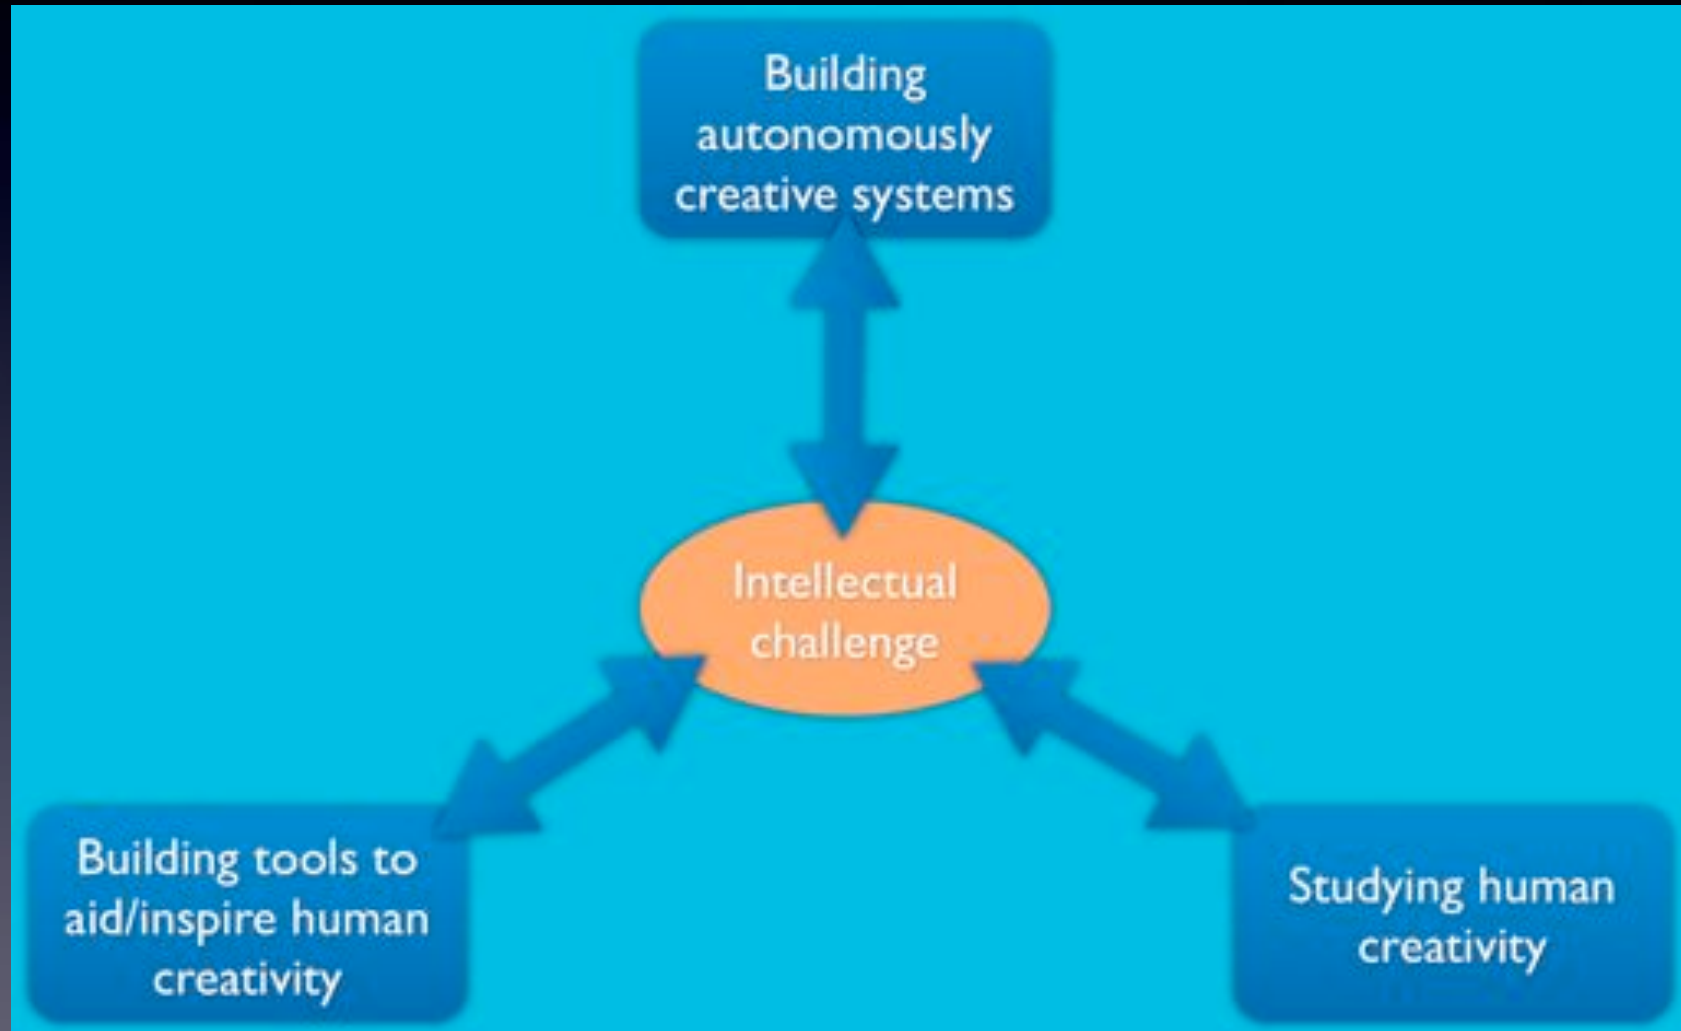 Building
autonomously
creative systems
Intellectual
challenge
Building tools to
aid/inspire human
creativity
Studying human
creativity